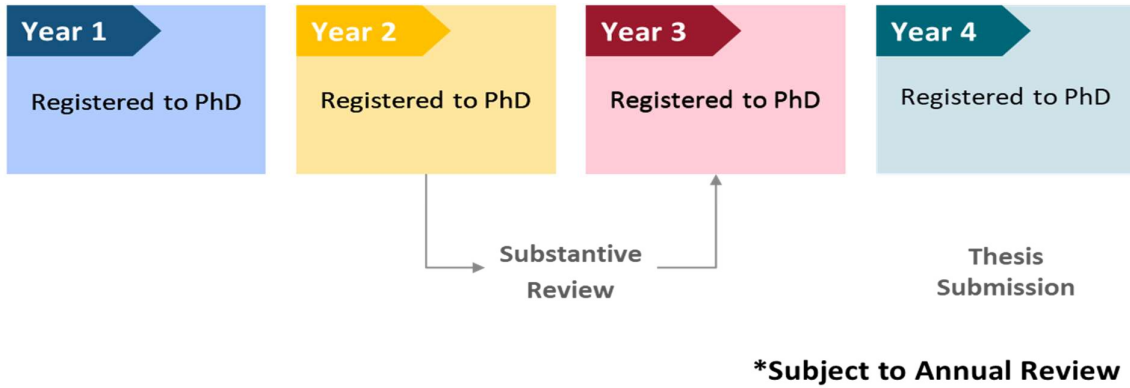 Year 1
Year 2
Year 3
Year 4
Registered to PhD
Registered to PhD
Registered to PhD
Registered to PhD
Substantive
Review
Thesis
Submission
*Subject to Annual Review